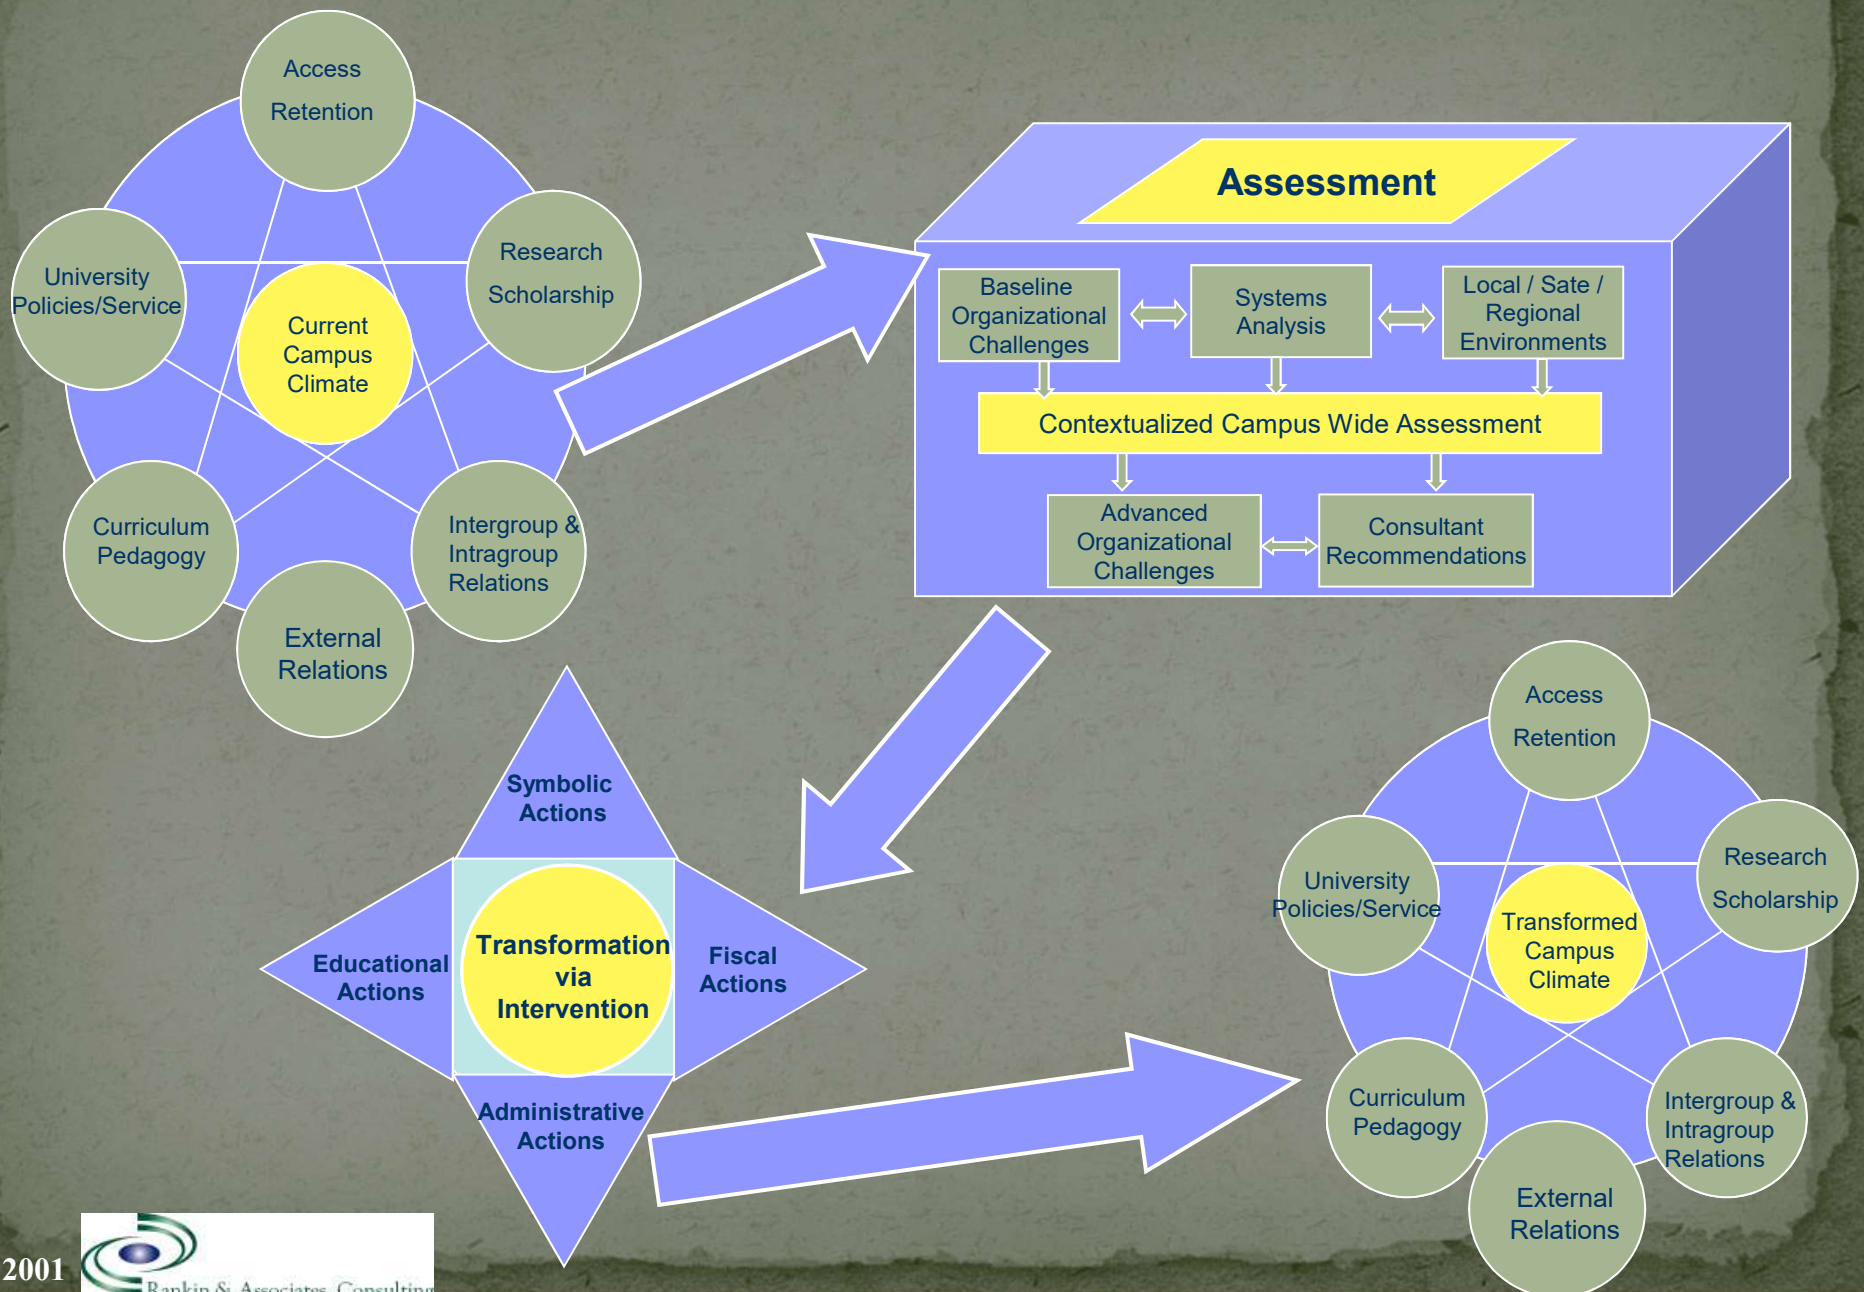 Access
Retention
Research
Scholarship
University
Policies/Service
Current
Campus
Climate
Curriculum
Pedagogy
Intergroup &
Intragroup
Relations
External
Relations
Assessment
Baseline
Organizational
Challenges
Systems
Analysis
Local / Sate /
Regional
Environments
Contextualized Campus Wide Assessment
Advanced
Organizational
Challenges
Consultant
Recommendations
Symbolic
Actions
Educational
Actions
Transformation
via
Intervention
Fiscal
Actions
Administrative
Actions
Access
Retention
Research
Scholarship
University
Policies/Service
Transformed
Campus
Climate
Curriculum
Pedagogy
Intergroup &
Intragroup
Relations
External
Relations
2001
Rankin & Associates, Consulting